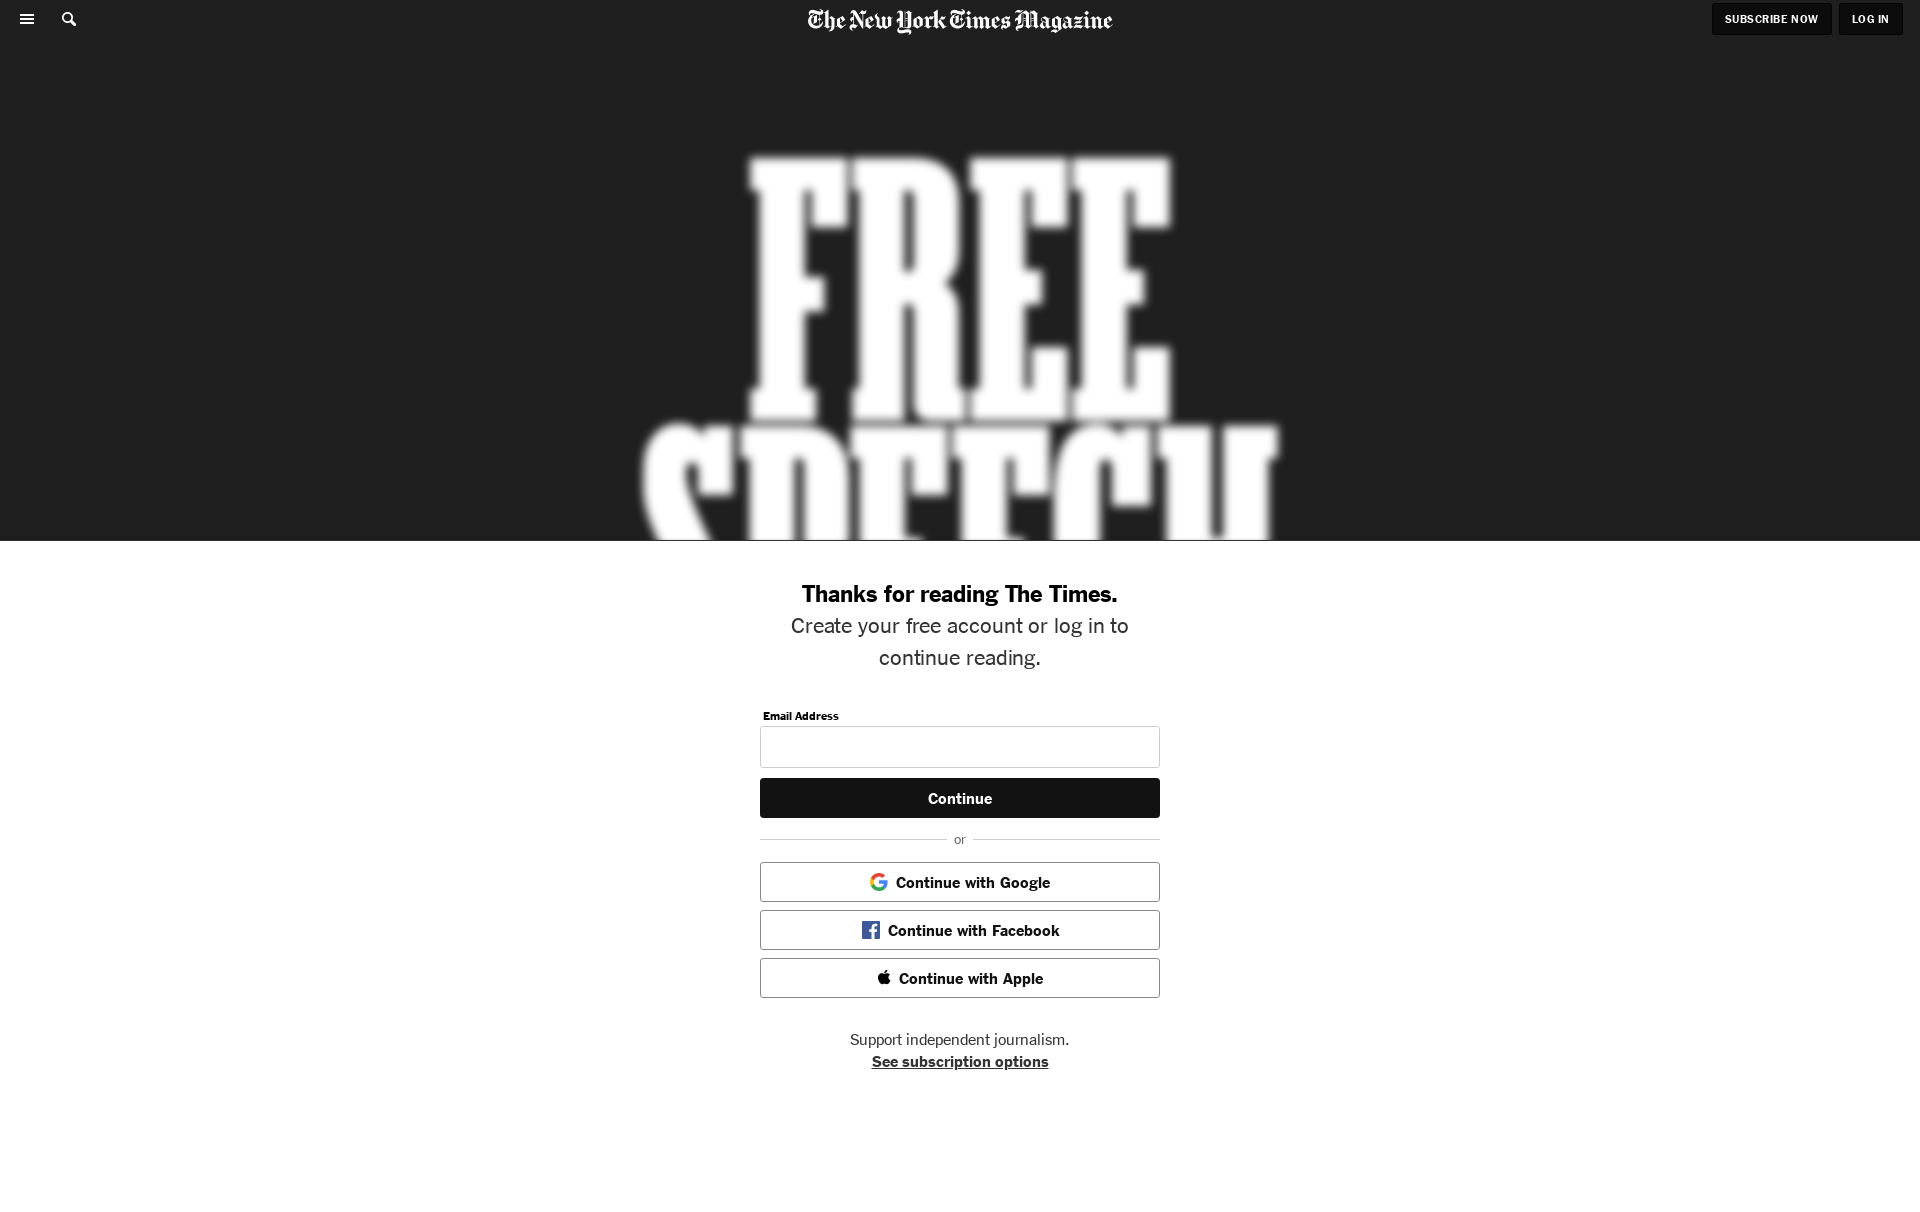 The New York Times Magazine
SUBSCRIBE NOW
LOG IN
FREE
SPEECH
Thanks for reading The Times.
Create your free account or log in to
continue reading.
Email Address
Continue
or
Continue with Google
Continue with Facebook
Continue with Apple
Support independent journalism.
See subscription options